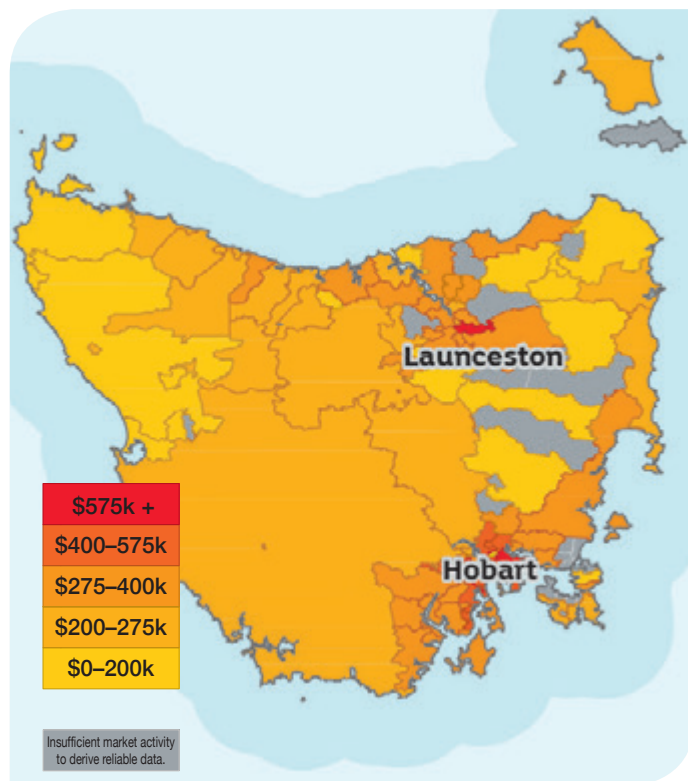 Launceston
$575k +
$400–575k
$275–400k
$200–275k
$0–200k
Hobart
Insufficient market activity
to derive reliable data.